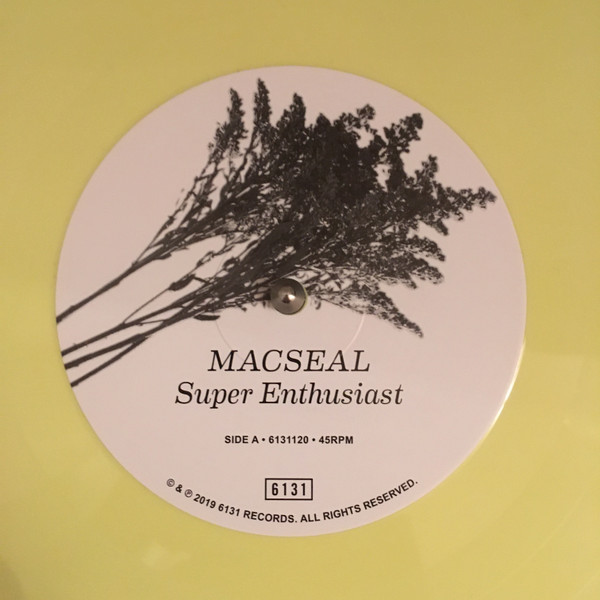 MACSEAL
Super Enthusiast
SIDE A • 6131120 • 45RPM
6131
© & ℗ 2019 6131 RECORDS. ALL RIGHTS RESERVED.